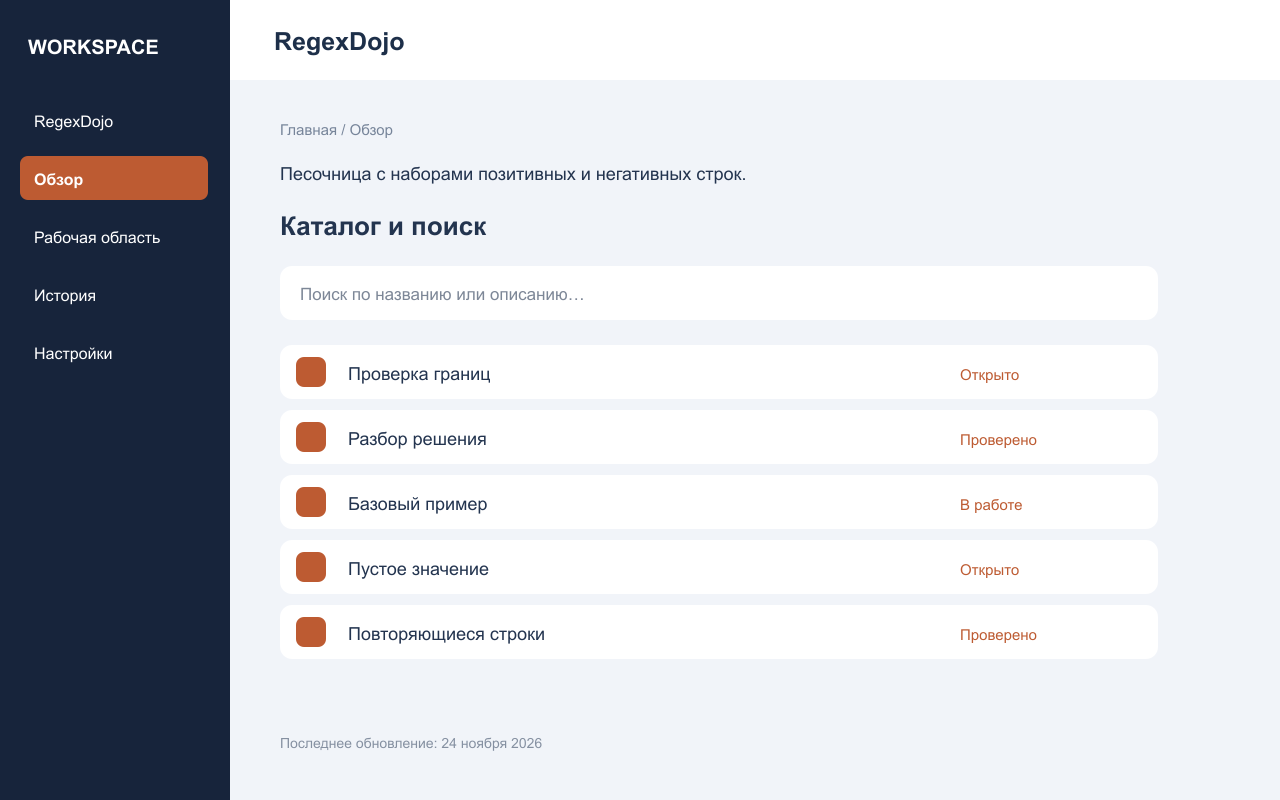 WORKSPACE
RegexDojo
Обзор
Рабочая область
История
Настройки
RegexDojo
Главная / Обзор
Песочница с наборами позитивных и негативных строк.
Каталог и поиск
Поиск по названию или описанию…
Проверка границ Открыто
Разбор решения Проверено
Базовый пример В работе
Пустое значение Открыто
Повторяющиеся строки Проверено
Последнее обновление: 24 ноября 2026